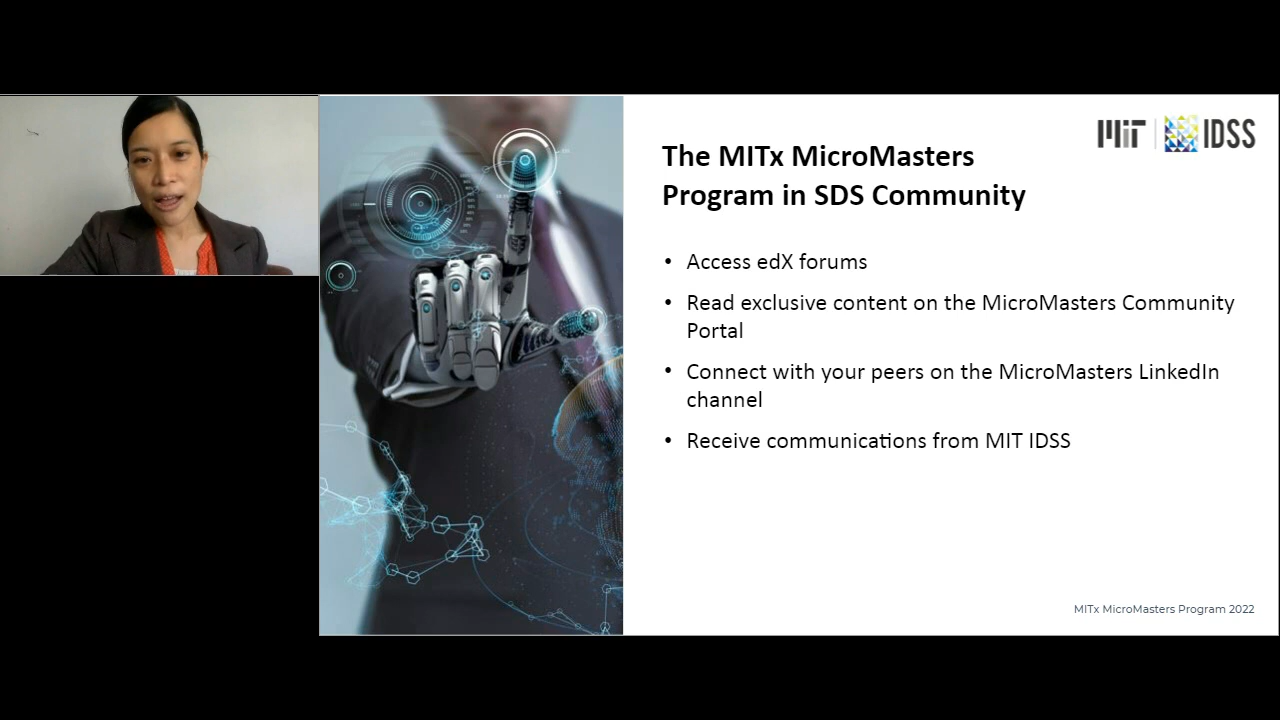 MIT IDSS
The MITx MicroMasters
Program in SDS Community
• Access edX forums
• Read exclusive content on the MicroMasters Community
Portal
• Connect with your peers on the MicroMasters LinkedIn
channel
• Receive communications from MIT IDSS
MITx MicroMasters Program 2022